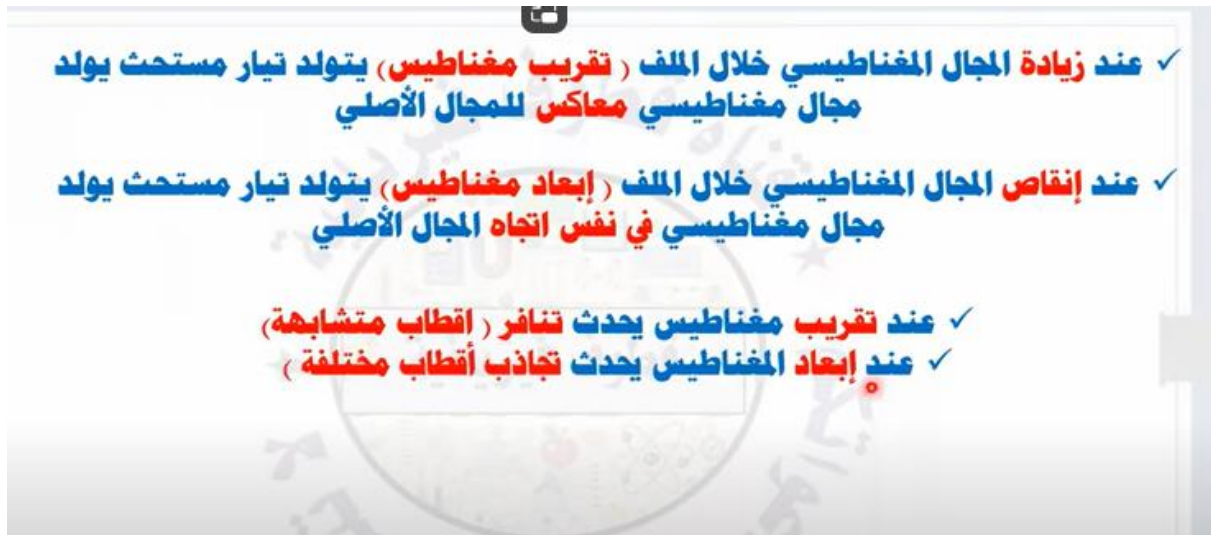 ✓ عند زيادة المجال المغناطيسي خلال الملف ( تقريب مغناطيس) يتولد تيار مستحث يولد
مجال مغناطيسي معاكس للمجال الأصلي
✓ عند إنقاص المجال المغناطيسي خلال الملف ( إبعاد مغناطيس) يتولد تيار مستحث يولد
مجال مغناطيسي في نفس اتجاه المجال الأصلي
✓ عند تقريب مغناطيس يحدث تنافر ( اقطاب متشابهة)
✓ عند إبعاد المغناطيس يحدث تجاذب أقطاب مختلفة )